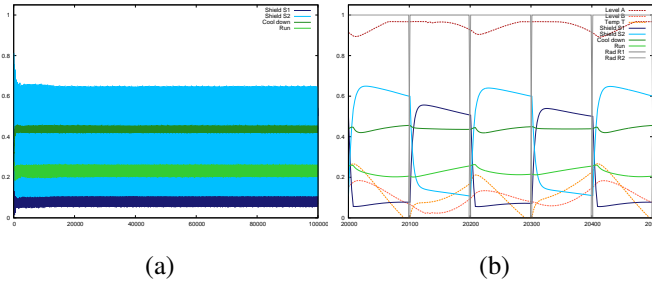 Shield S1
Shield S2
Cool down
Run
1
0.8
0.6
0.4
0.2
0
0 20000 40000 60000 80000 100000
(a)
Level A
Level B
Temp T
Shield S1
Shield S2
Cool down
Run
Rad R1
Rad R2
1
0.8
0.6
0.4
0.2
0
20000 20100 20200 20300 20400
(b)